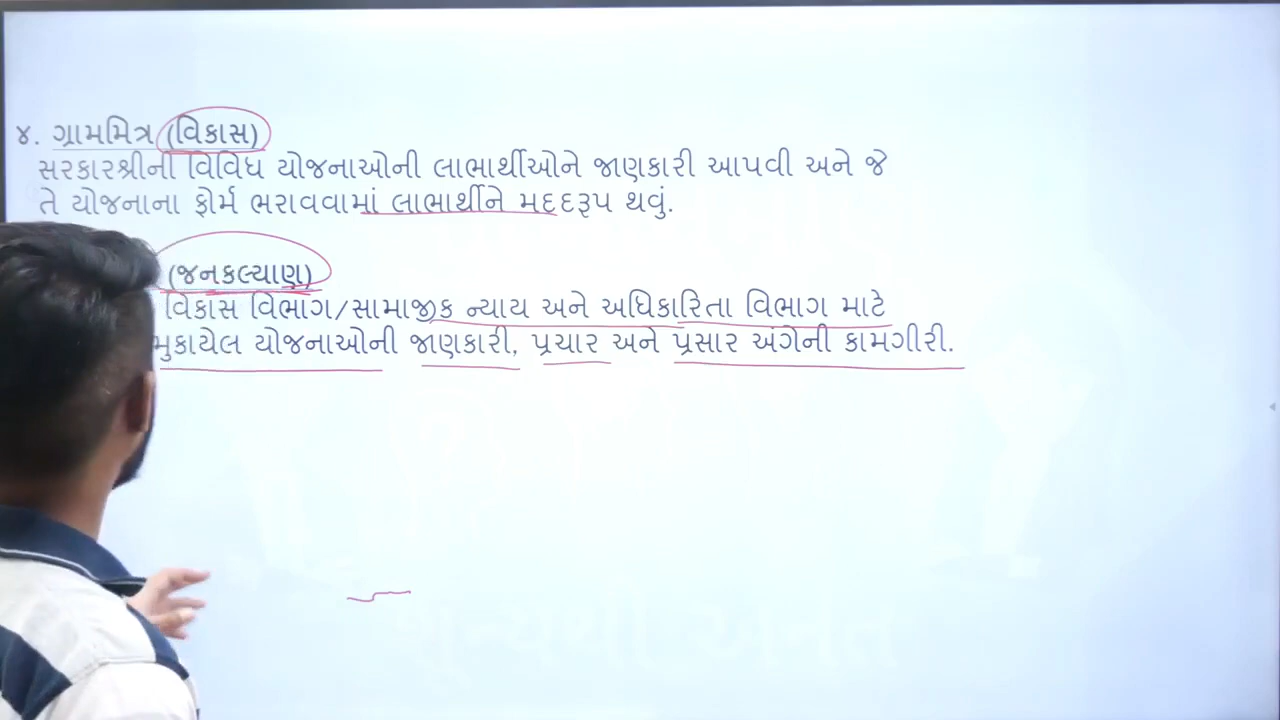 ૪. ગ્રામમિત્ર (વિકાસ)
સરકારશ્રીની વિવિધ યોજનાઓની લાભાર્થીઓને જાણકારી આપવી અને જે
તે યોજનાના ફોર્મ ભરાવવામાં લાભાર્થીને મદદરૂપ થવું.
(જનકલ્યાણ)
વિકાસ વિભાગ/સામાજીક ન્યાય અને અધિકારિતા વિભાગ માટે
મુકાયેલ યોજનાઓની જાણકારી, પ્રચાર અને પ્રસાર અંગેની કામગીરી.